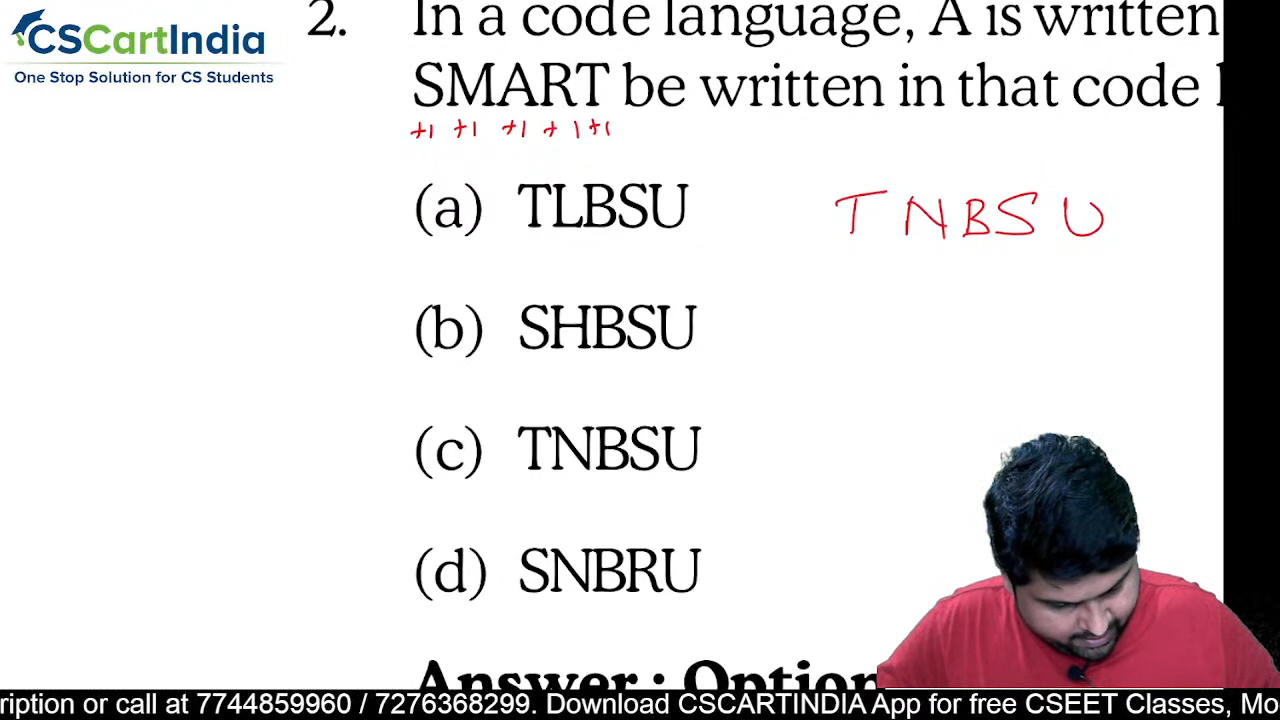 CSCartIndia
One Stop Solution for CS Students
2. In a code language, A is written
SMART be written in that code
+1 +1 +1 +1 +1
(a) TLBSU
TNBSU
(b) SHBSU
(c) TNBSU
(d) SNBRU
Answer : Option
ription or call at 7744859960 / 7276368299. Download CSCARTINDIA App for free CSEET Classes, Mo